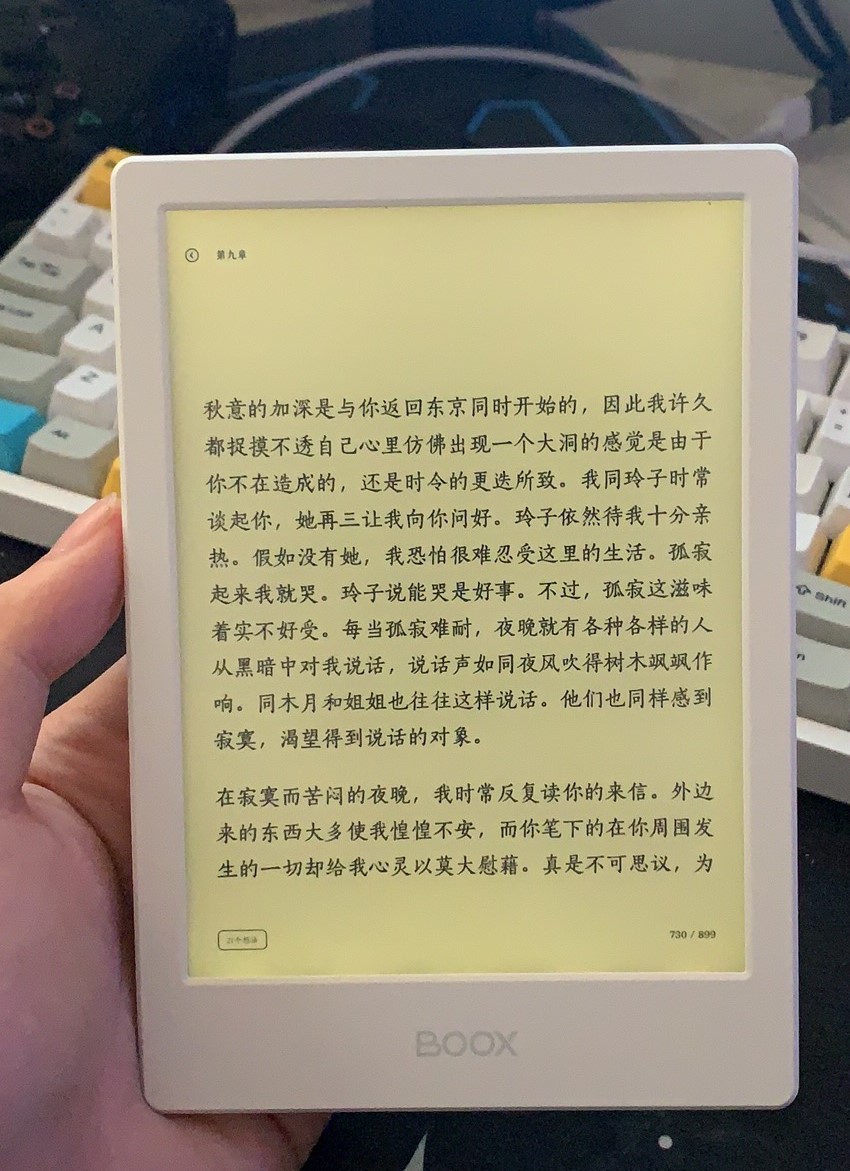 第九章
秋意的加深是与你返回东京同时开始的，因此我许久
都捉摸不透自己心里仿佛出现一个大洞的感觉是由于
你不在造成的，还是时令的更迭所致。我同玲子时常
谈起你，她再三让我向你问好。玲子依然待我十分亲
热。假如没有她，我恐怕很难忍受这里的生活。孤寂
起来我就哭。玲子说能哭是好事。不过，孤寂这滋味
着实不好受。每当孤寂难耐，夜晚就有各种各样的人
从黑暗中对我说话，说话声如同夜风吹得树木飒飒作
响。同木月和姐姐也往往这样说话。他们也同样感到
寂寞，渴望得到说话的对象。
在寂寞而苦闷的夜晚，我时常反复读你的来信。外边
来的东西大多使我惶惶不安，而你笔下的在你周围发
生的一切却给我心灵以莫大慰藉。真是不可思议，为
个想法
730 / 899
BOOX
A
Z
Alt
Shift